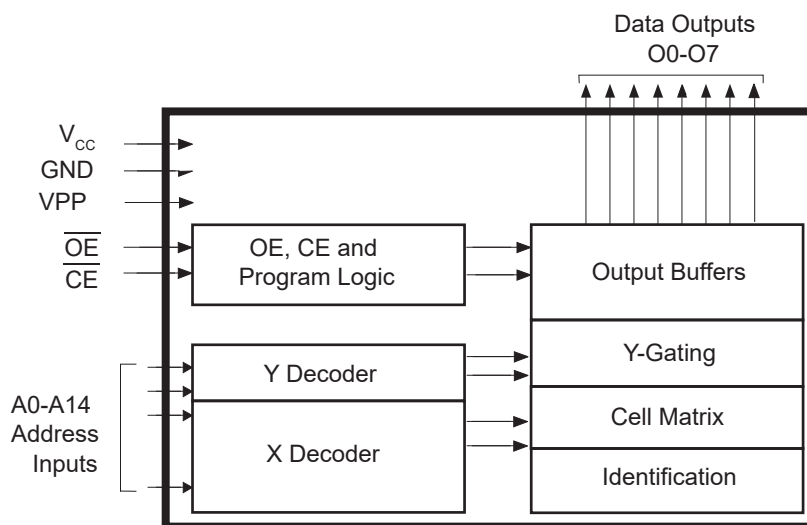 Data Outputs
O0-O7
VCC
GND
VPP
OE
CE
OE, CE and
Program Logic
Output Buffers
Y Decoder
Y-Gating
A0-A14
Address
Inputs
X Decoder
Cell Matrix
Identification